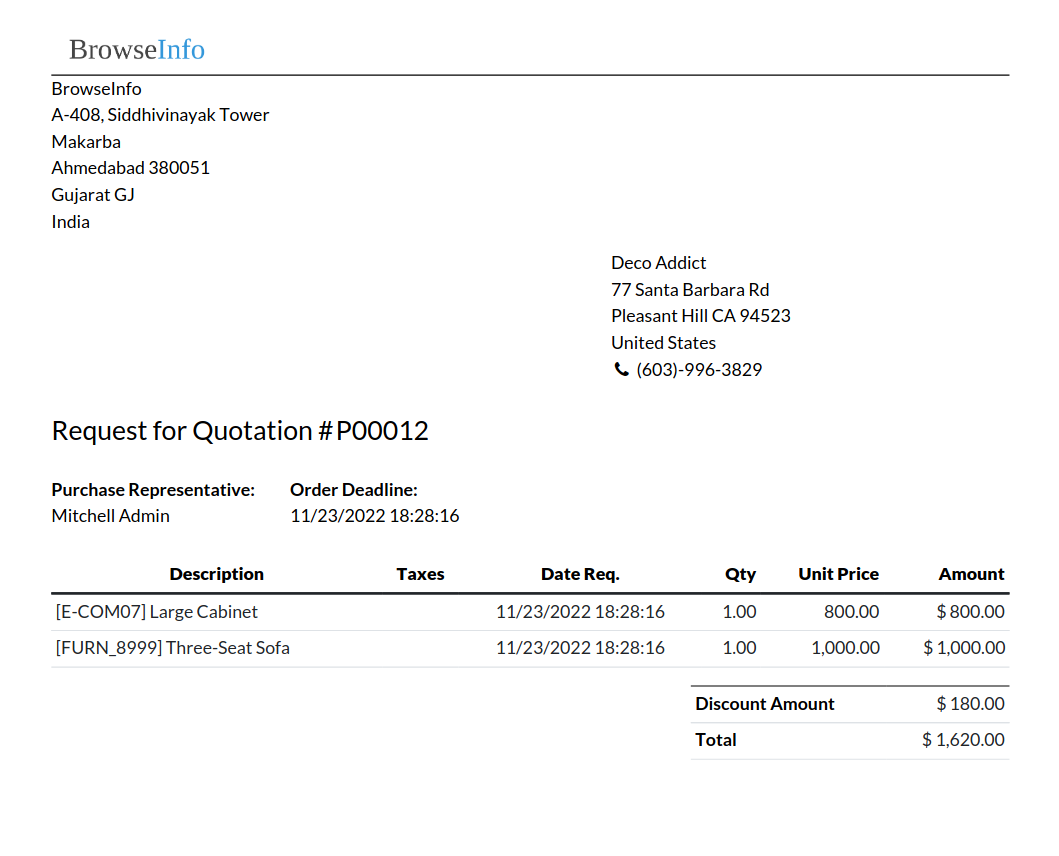 BrowseInfo
BrowseInfo
A-408, Siddhivinayak Tower
Makarba
Ahmedabad 380051
Gujarat GJ
India
Deco Addict
77 Santa Barbara Rd
Pleasant Hill CA 94523
United States
(603)-996-3829
Request for Quotation #P00012
Purchase Representative: Order Deadline:
Mitchell Admin 11/23/2022 18:28:16
Description Taxes Date Req. Qty Unit Price Amount
[E-COM07] Large Cabinet 11/23/2022 18:28:16 1.00 800.00 $ 800.00
[FURN_8999] Three-Seat Sofa 11/23/2022 18:28:16 1.00 1,000.00 $ 1,000.00
Discount Amount $ 180.00
Total $ 1,620.00